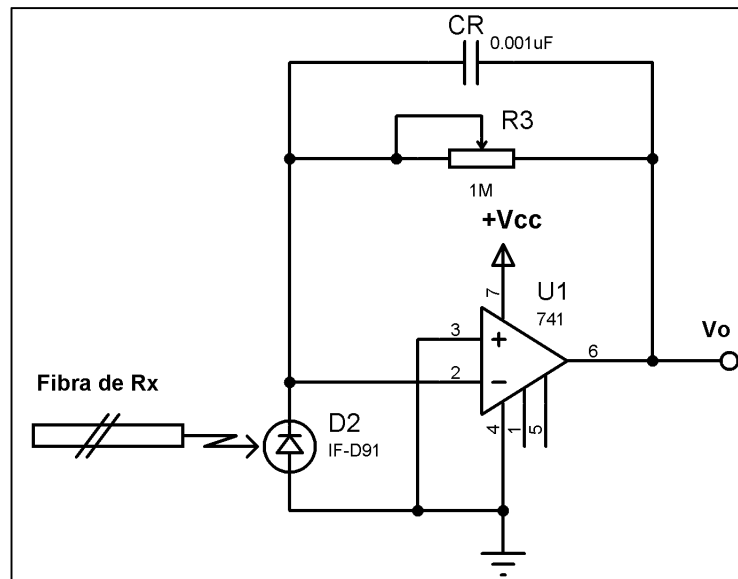 CR
0.001uF
R3
1M
+Vcc
7
U1
741
3
+
6
Vo
2
−
Fibra de Rx
D2
IF-D91
4
1
5